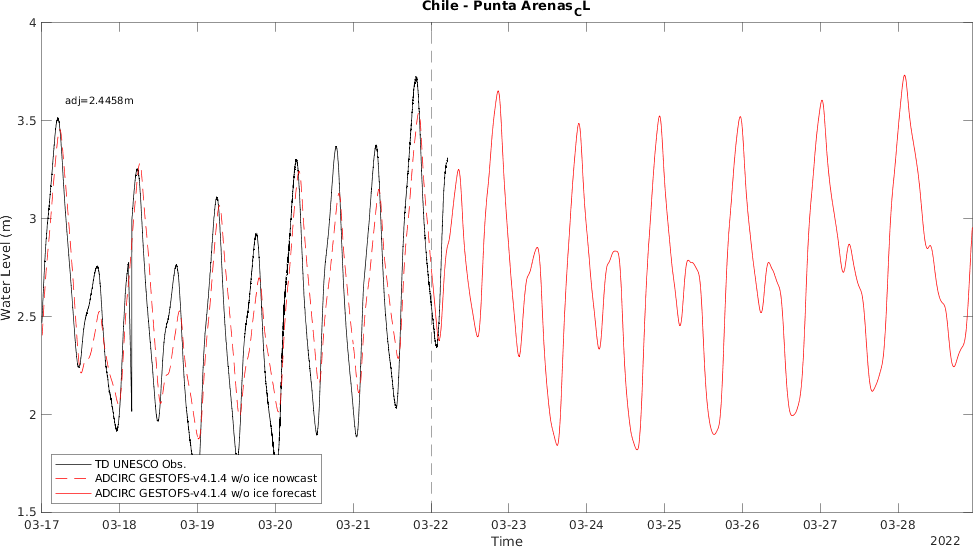 Chile - Punta Arenas_CL
adj=2.4458m
4
3.5
3
2.5
2
1.5
Water Level (m)
TD UNESCO Obs.
ADCIRC GESTOFS-v4.1.4 w/o ice nowcast
ADCIRC GESTOFS-v4.1.4 w/o ice forecast
03-17 03-18 03-19 03-20 03-21 03-22 03-23 03-24 03-25 03-26 03-27 03-28
Time
2022